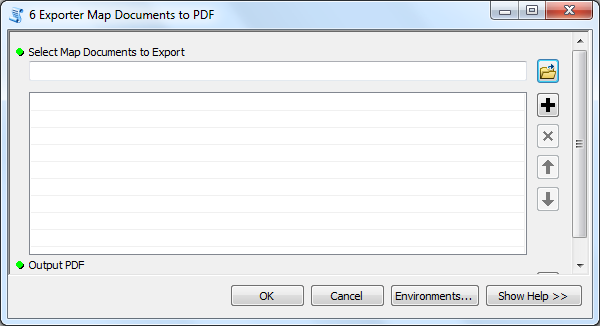 6 Exporter Map Documents to PDF
Select Map Documents to Export
Output PDF
OK Cancel Environments... Show Help >>